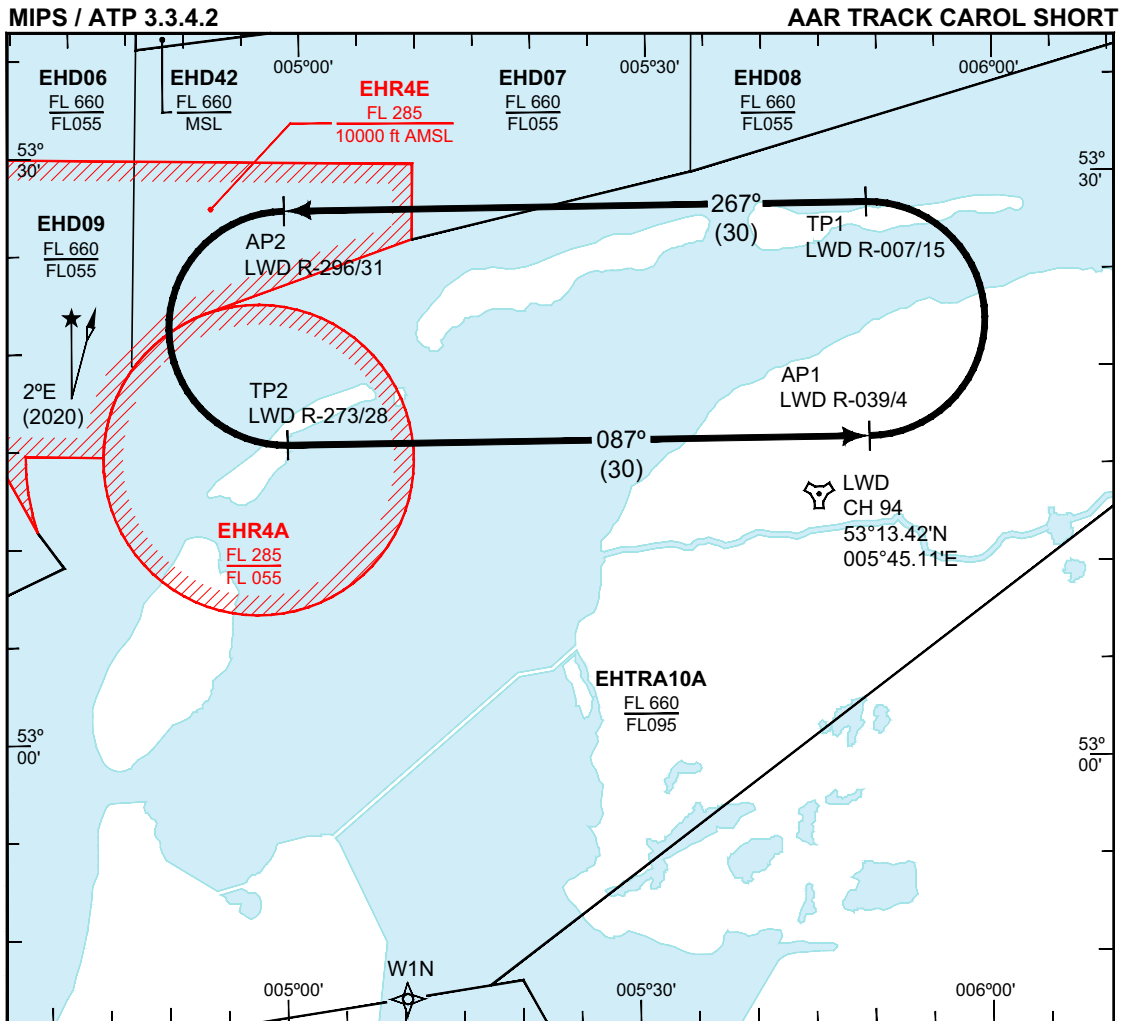 MIPS / ATP 3.3.4.2
AAR TRACK CAROL SHORT
005°00'
005°30'
006°00'
EHD06
FL 660
FL055
EHD42
FL 660
MSL
EHR4E
FL 285
10000 ft AMSL
EHD07
FL 660
FL055
EHD08
FL 660
FL055
53°
30'
53°
30'
EHD09
FL 660
FL055
AP2
LWD R-296/31
267°
(30)
TP1
LWD R-007/15
2°E
(2020)
TP2
LWD R-273/28
AP1
LWD R-039/4
087°
(30)
LWD
CH 94
53°13.42'N
005°45.11'E
EHR4A
FL 285
FL 055
EHTRA10A
FL 660
FL095
53°
00'
53°
00'
W1N
005°00'
005°30'
006°00'